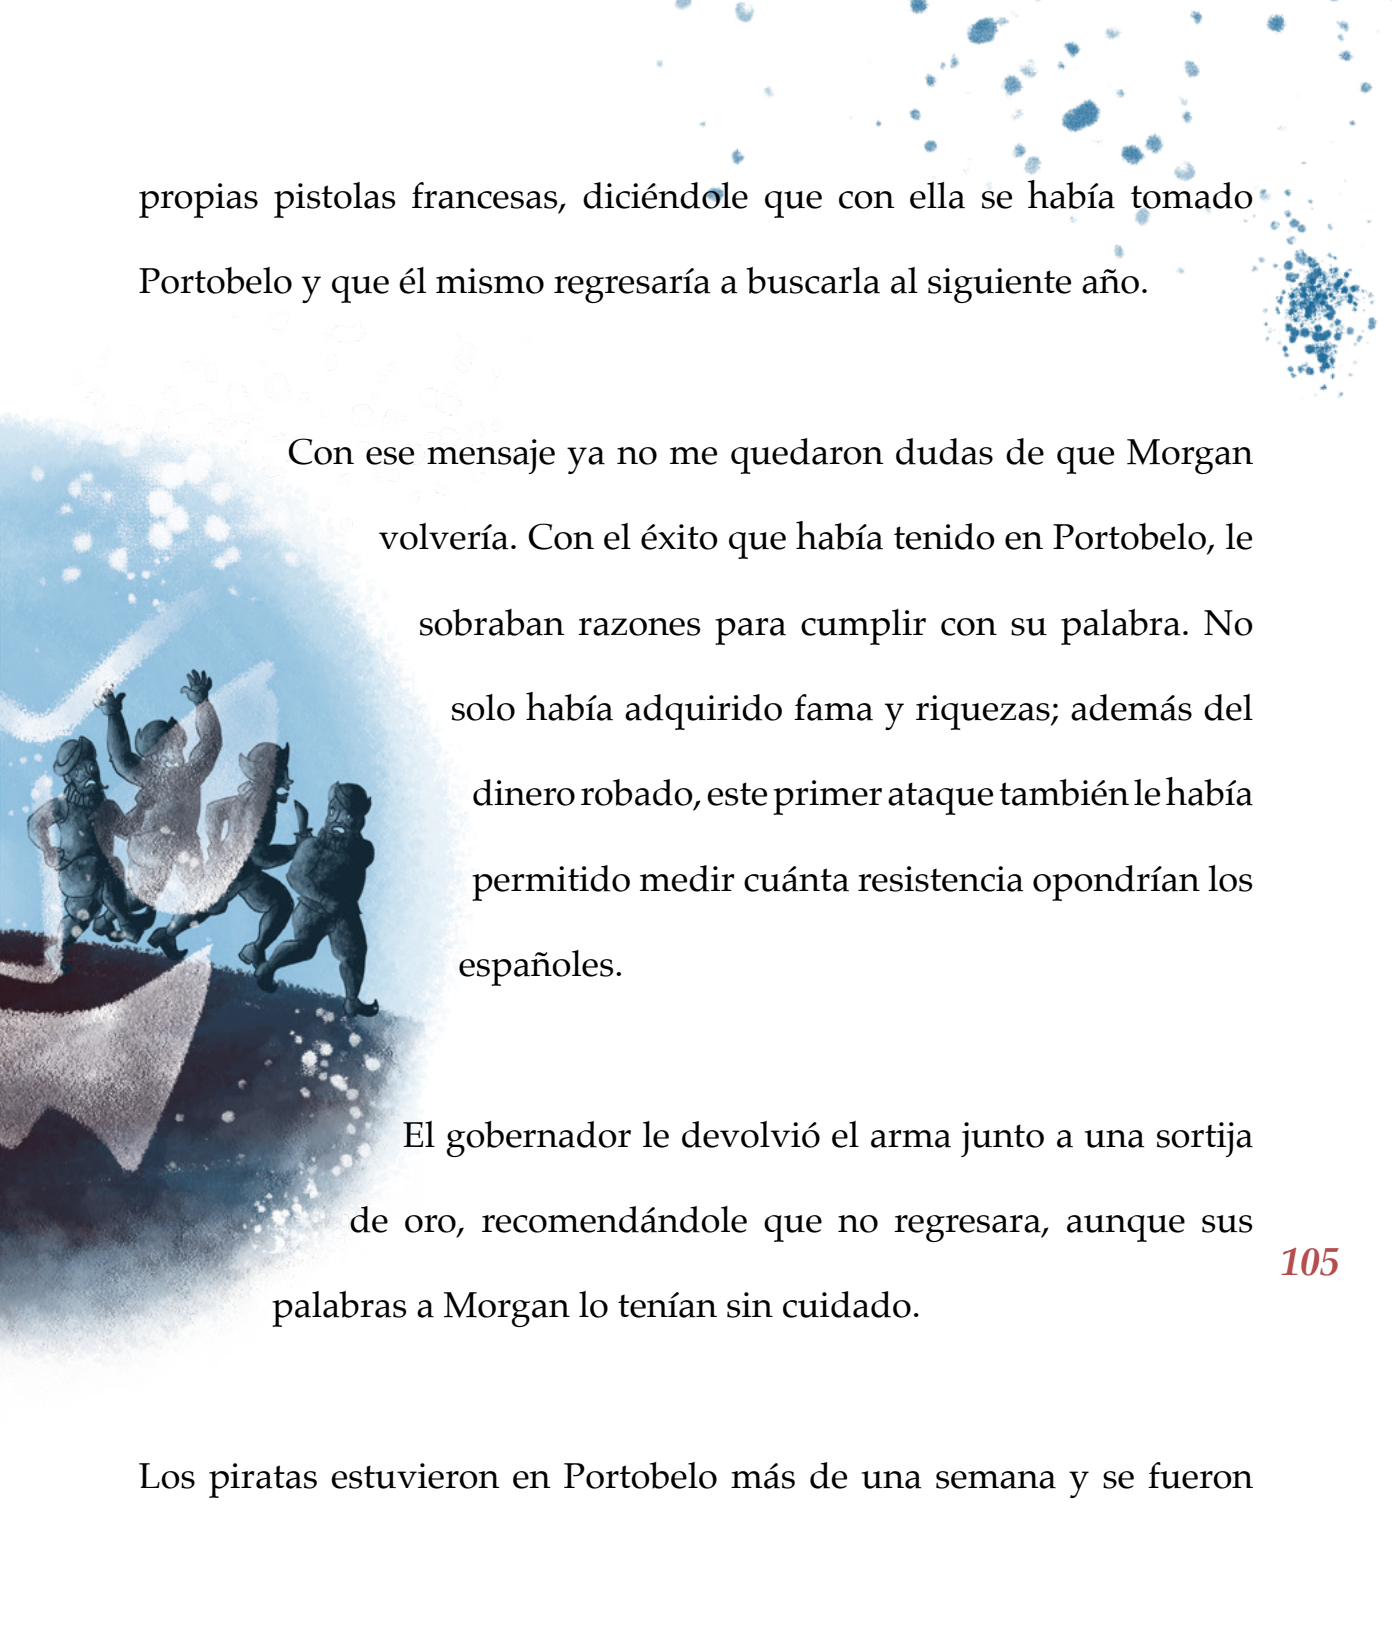 propias pistolas francesas, diciéndole que con ella se había tomado
Portobelo y que él mismo regresaría a buscarla al siguiente año.
Con ese mensaje ya no me quedaron dudas de que Morgan
volvería. Con el éxito que había tenido en Portobelo, le
sobraban razones para cumplir con su palabra. No
solo había adquirido fama y riquezas; además del
dinero robado, este primer ataque también le había
permitido medir cuánta resistencia opondrían los
españoles.
El gobernador le devolvió el arma junto a una sortija
de oro, recomendándole que no regresara, aunque sus
palabras a Morgan lo tenían sin cuidado.
105
Los piratas estuvieron en Portobelo más de una semana y se fueron